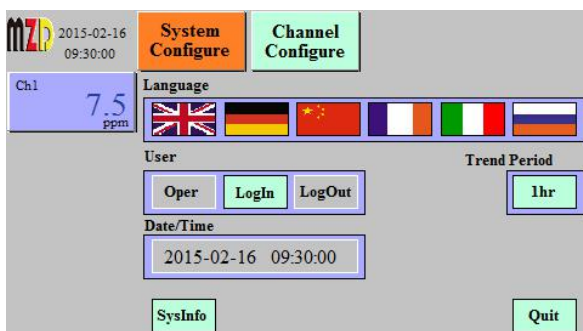 MZD
2015-02-16
09:30:00
System
Configure
Channel
Configure
Ch1
7.5
ppm
Language
User
Oper
LogIn
LogOut
Trend Period
1hr
Date/Time
2015-02-16 09:30:00
SysInfo
Quit